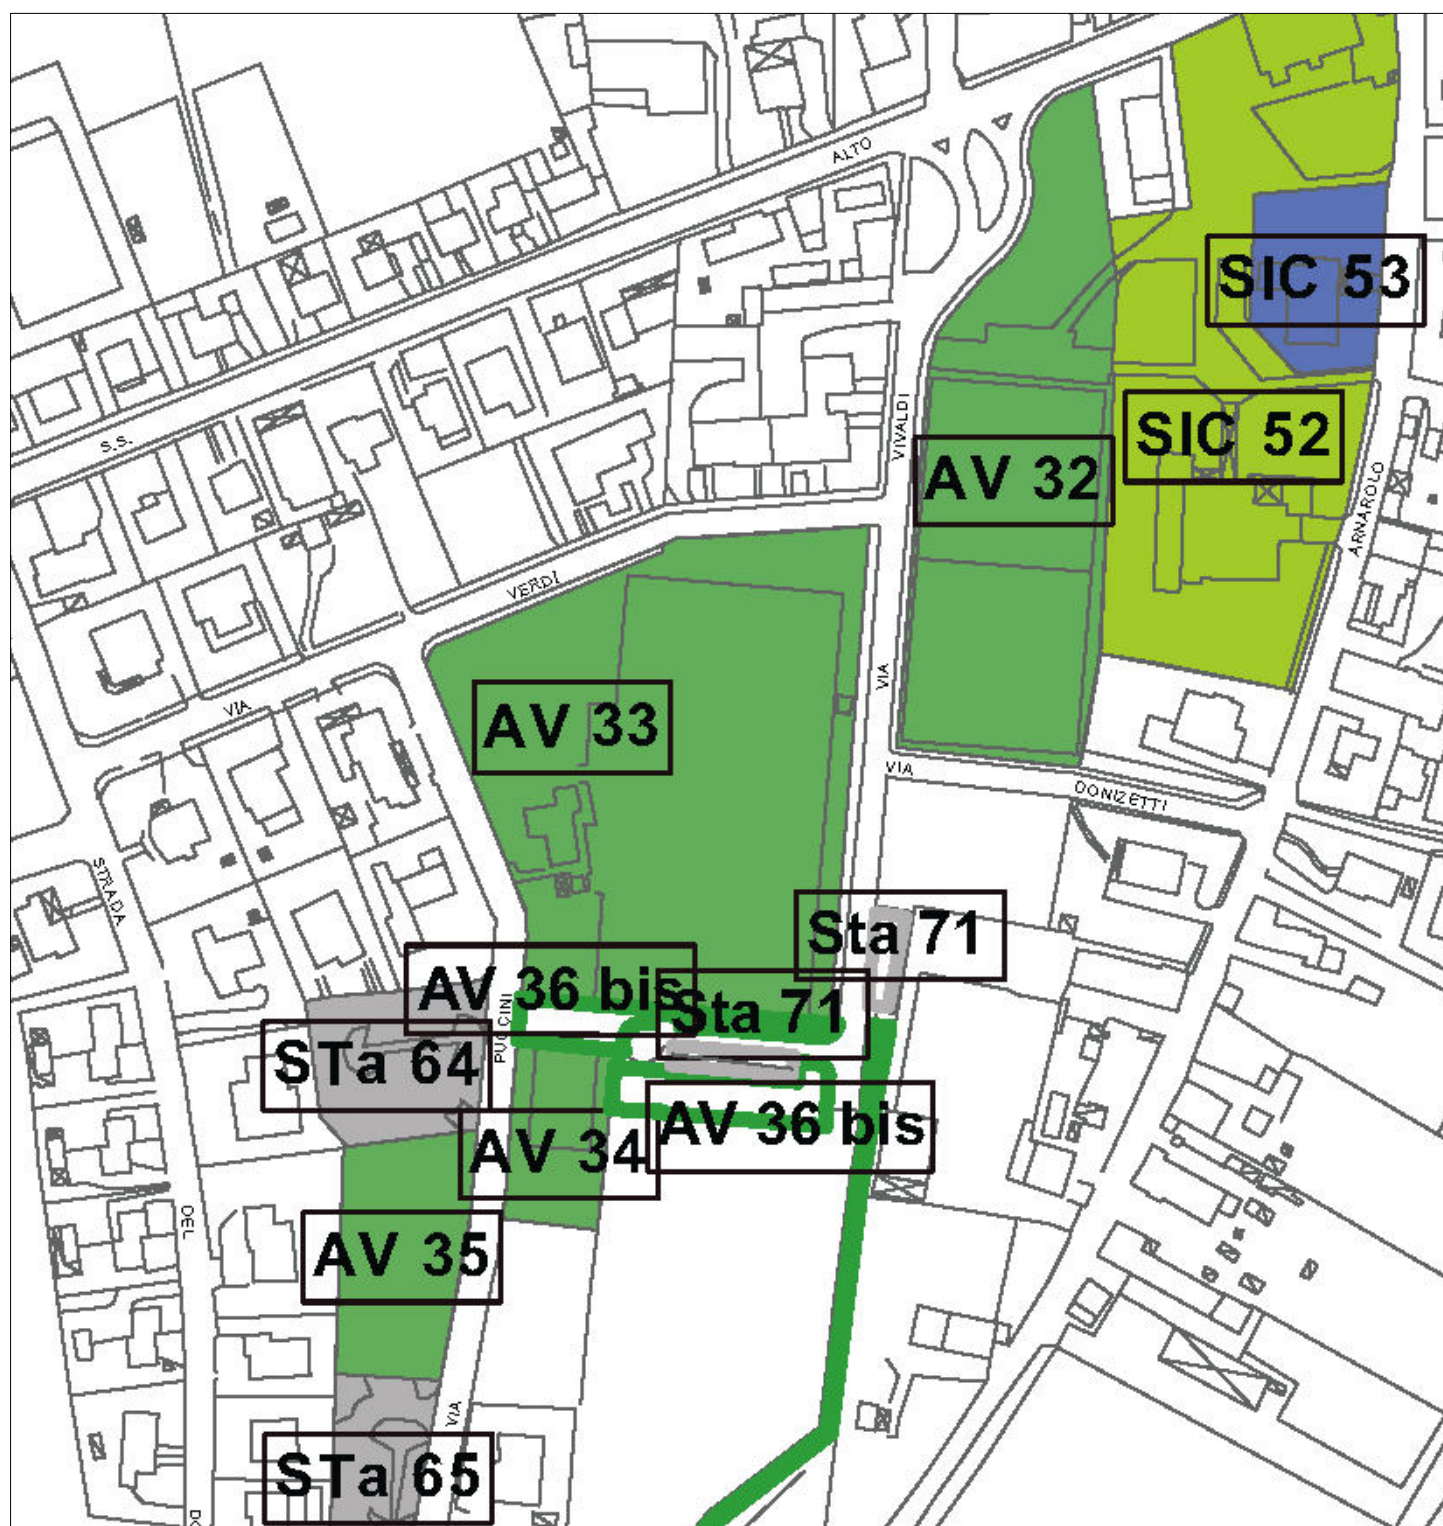 ALTO
SIC 53
S.S.
VIVALDI
SIC 52
AV 32
ARNAROLO
VERDI
VIA
VIA
AV 33
VIA
DONIZETTI
STRADA
Sta 71
AV 36 bis
Sta 71
PUCCINI
STa 64
AV 36 bis
AV 34
DEL
AV 35
VIA
STa 65